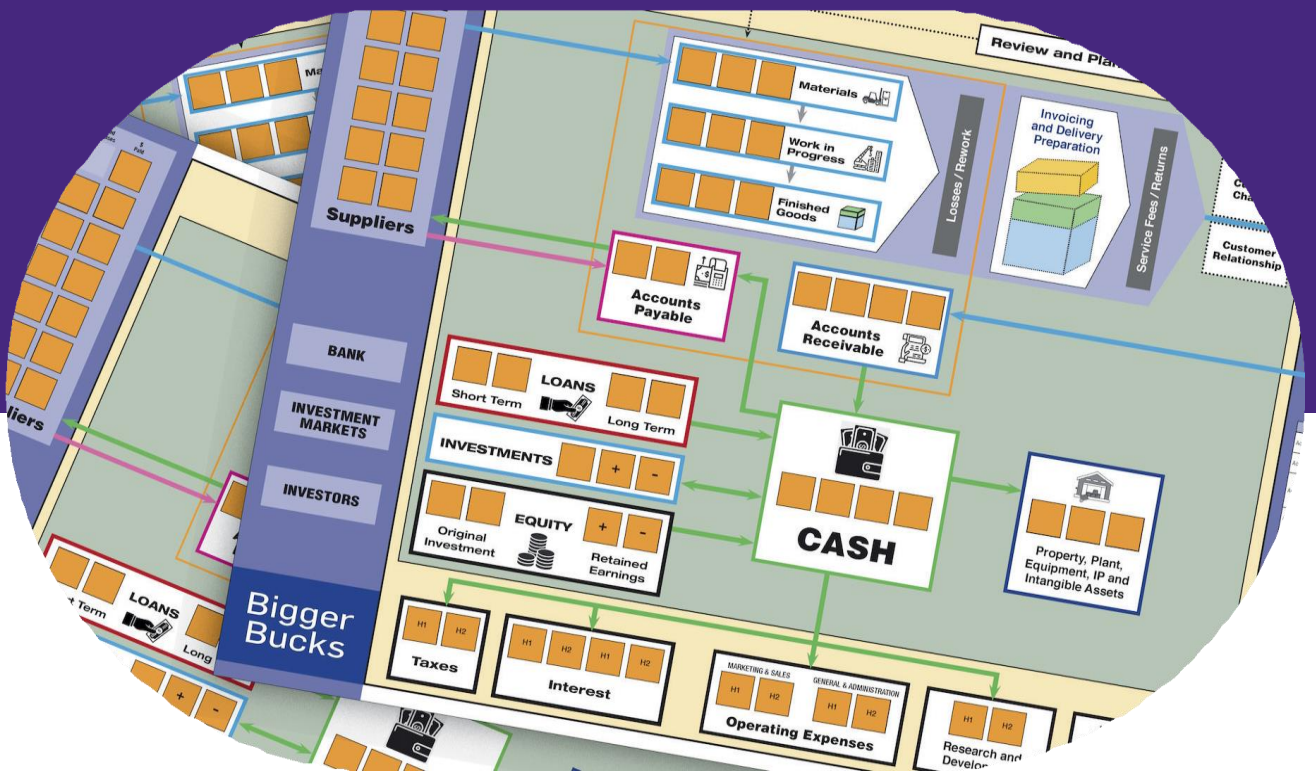 Review and
Materials
Work in
Progress
Finished
Goods
Losses / Rework
Invoicing
and Delivery
Preparation
Service Fees / Returns
Customer
Relationship
$
Paid
Suppliers
Accounts
Payable
Accounts
Receivable
BANK
INVESTMENT
MARKETS
INVESTORS
LOANS
Short Term
Long Term
INVESTMENTS
+
-
EQUITY
Original
Investment
+
-
Retained
Earnings
CASH
Property, Plant,
Equipment, IP and
Intangible Assets
Bigger
Bucks
H1
H2
Taxes
H1
H2
H1
H2
Interest
MARKETING & SALES
GENERAL & ADMINISTRATION
H1
H2
H1
H2
Operating Expenses
H1
H2
Research and
LOANS
Term
Long
+
-